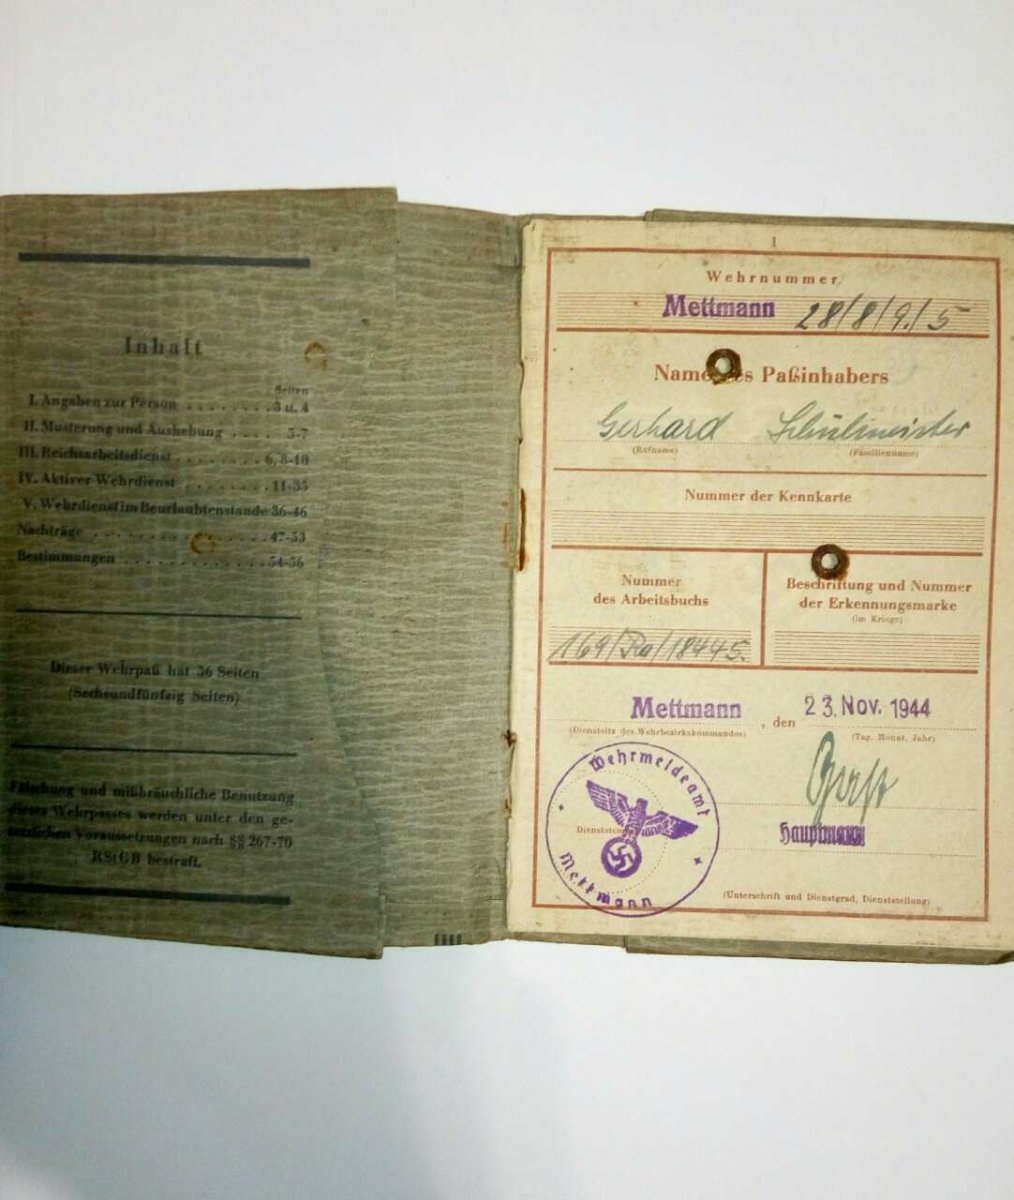 Inhalt
Seiten
I. Angaben zur Person . . . . . . . . 3 u. 4
II. Musterung und Aushebung . . . . 5-7
III. Reichsarbeitsdienst . . . . . . . 6, 8-10
IV. Aktiver Wehrdienst . . . . . . . . 11-35
V. Wehrdienst im Beurlaubtenstande 36-46
Nachträge . . . . . . . . . . . . . . 47-53
Bestimmungen . . . . . . . . . . . . 54-56
Dieser Wehrpaß hat 56 Seiten
(Sechsundfünfzig Seiten)
Fälschung und mißbräuchliche Benutzung
dieses Wehrpasses werden unter den ge-
setzlichen Voraussetzungen nach §§ 267-70
RStGB bestraft.
1
Wehrnummer
Mettmann 28/8/9/5
Name des Paßinhabers
Gerhard Schulmeister
(Rufname) (Familienname)
Nummer der Kennkarte
Nummer
des Arbeitsbuchs
169/Ra/18445.
Beschriftung und Nummer
der Erkennungsmarke
(im Kriege)
Mettmann, den 23. Nov. 1944
(Dienstsitz des Wehrbezirkskommandos) (Tag, Monat, Jahr)
Wehrmeldeamt
Mettmann
Hauptmann
(Unterschrift und Dienstgrad, Dienststellung)